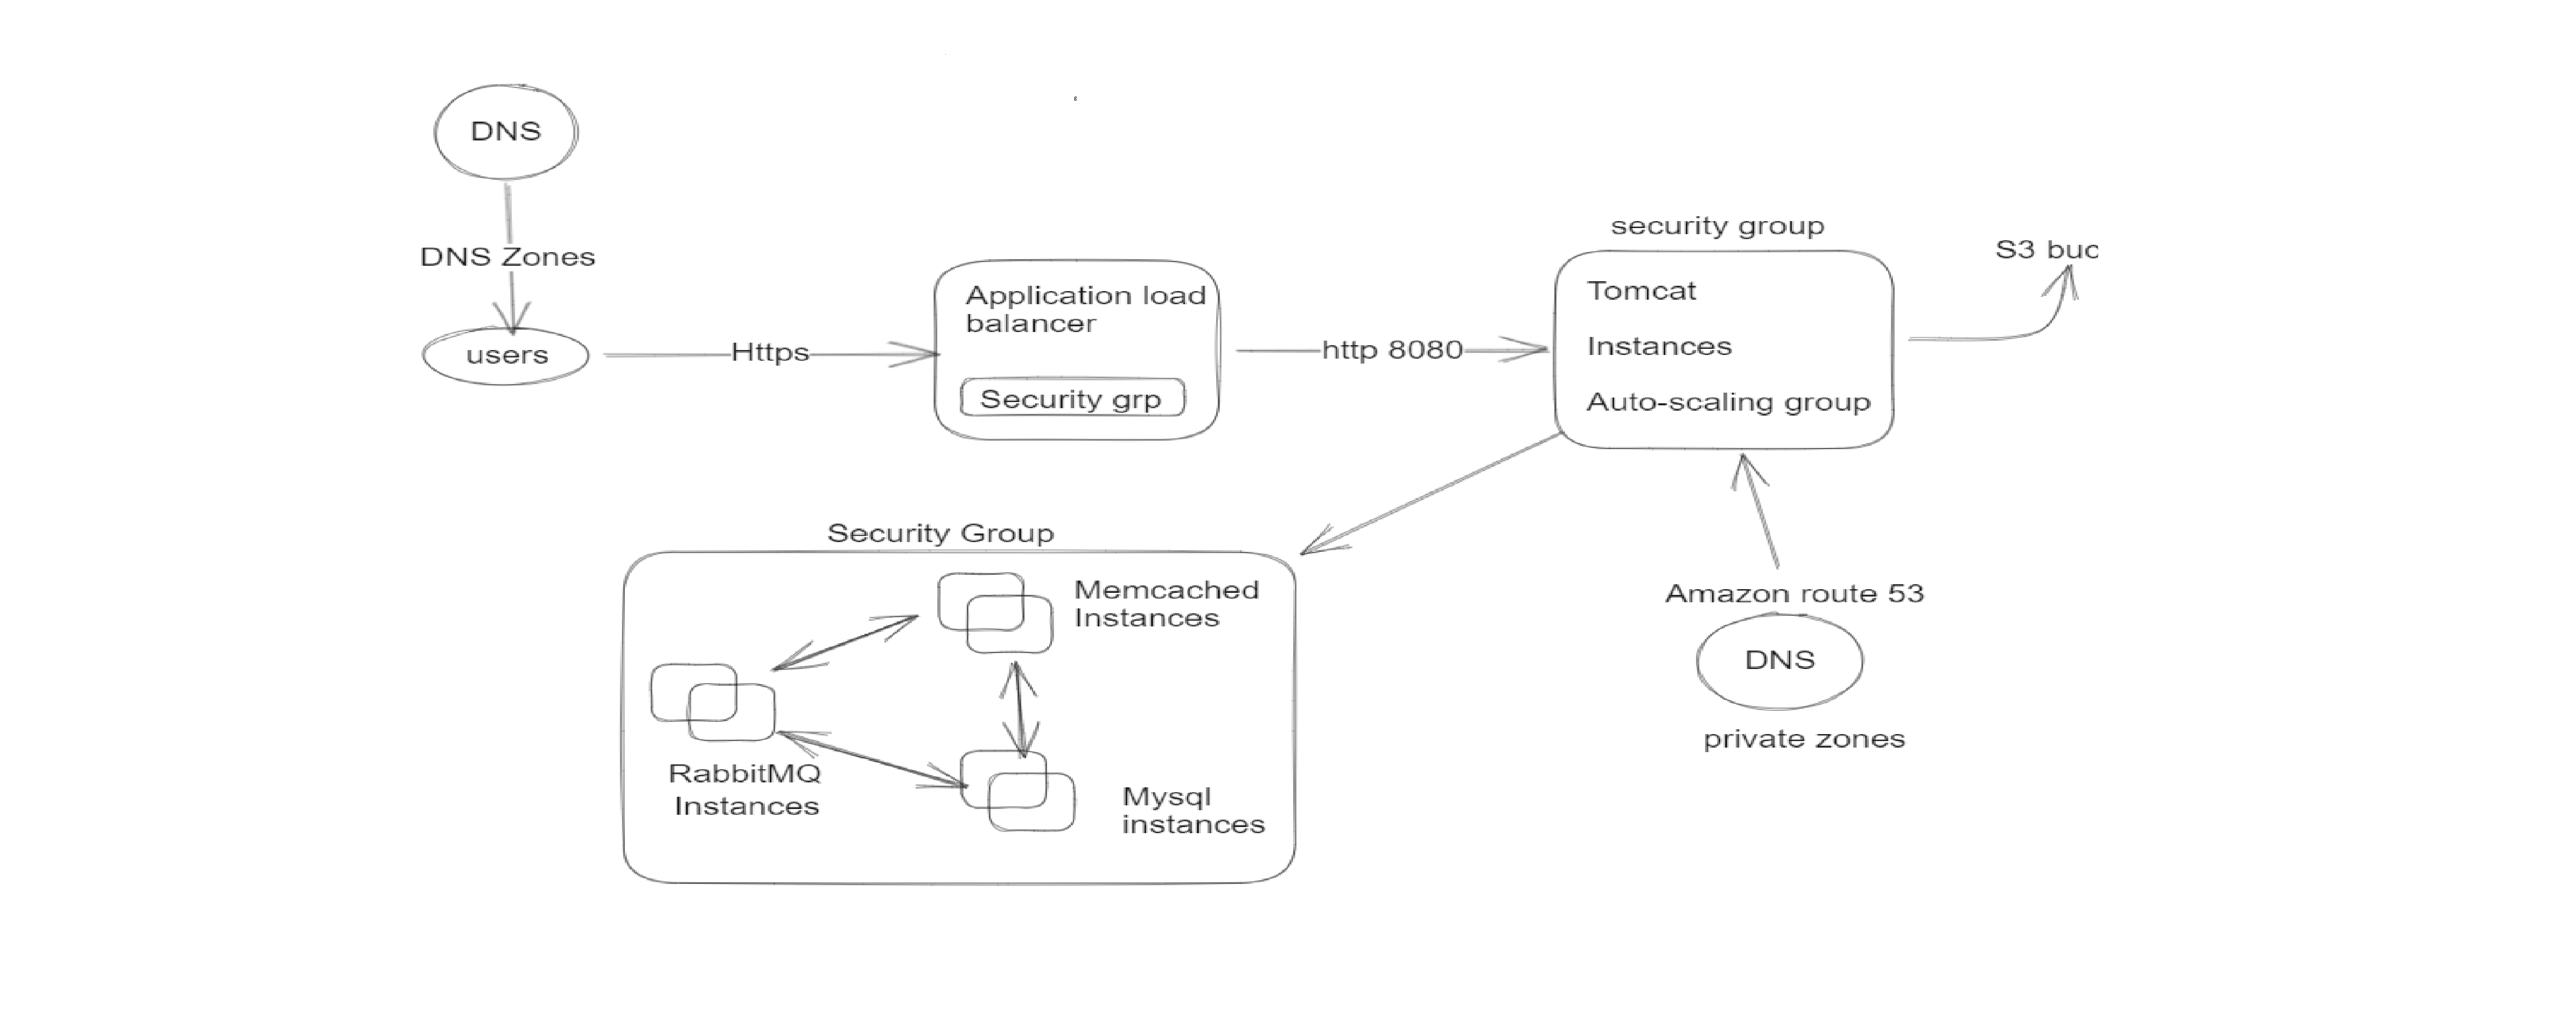 DNS
DNS Zones
users
Https
Application load
balancer
Security grp
http 8080
security group
Tomcat
Instances
Auto-scaling group
S3 buc
Security Group
Memcached
Instances
RabbitMQ
Instances
Mysql
instances
Amazon route 53
DNS
private zones